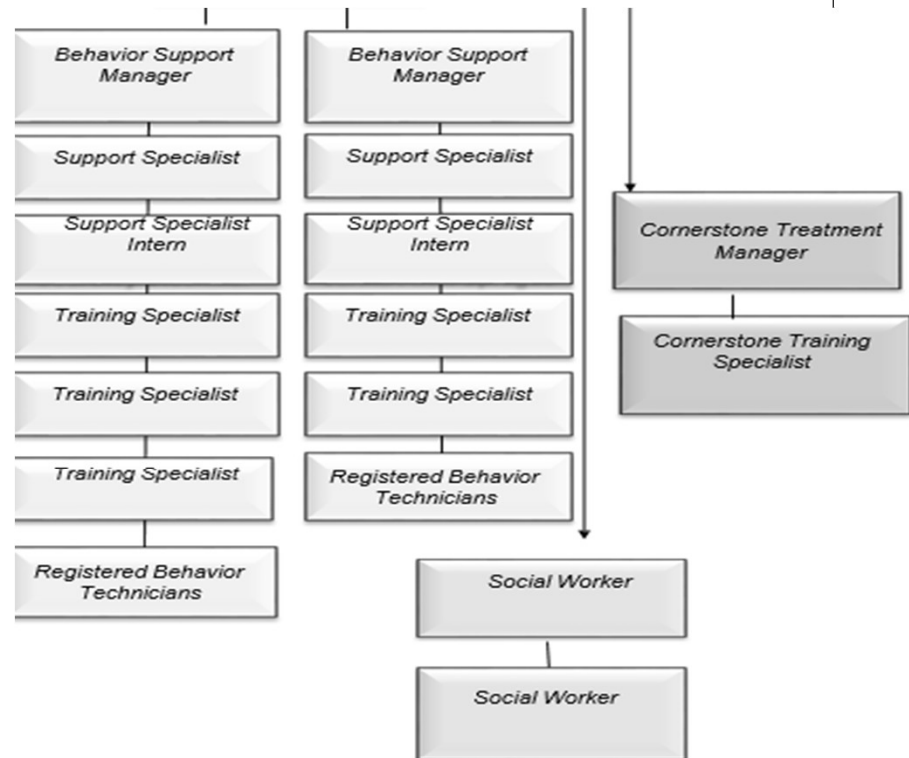 Behavior Support
Manager
Support Specialist
Support Specialist
Intern
Training Specialist
Training Specialist
Training Specialist
Registered Behavior
Technicians
Behavior Support
Manager
Support Specialist
Support Specialist
Intern
Training Specialist
Training Specialist
Registered Behavior
Technicians
Cornerstone Treatment
Manager
Cornerstone Training
Specialist
Social Worker
Social Worker